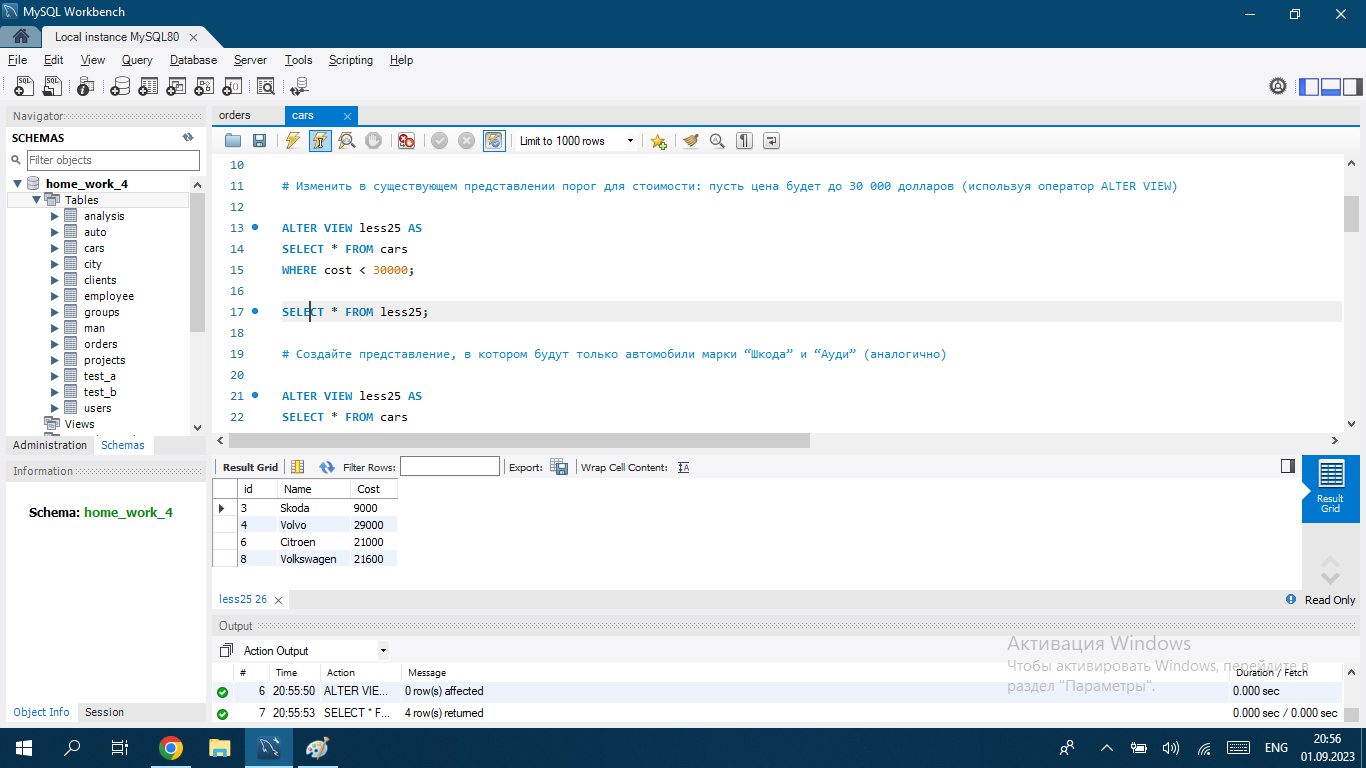 MySQL Workbench
Local instance MySQL80
File Edit View Query Database Server Tools Scripting Help
Navigator
SCHEMAS
Filter objects
home_work_4
Tables
analysis
auto
cars
city
clients
employee
groups
man
orders
projects
test_a
test_b
users
Views
Administration Schemas
Information
Schema: home_work_4
Object Info Session
orders cars
Limit to 1000 rows
10
11 # Изменить в существующем представлении порог для стоимости: пусть цена будет до 30 000 долларов (используя оператор ALTER VIEW)
12
13 ALTER VIEW less25 AS
14 SELECT * FROM cars
15 WHERE cost < 30000;
16
17 SELECT * FROM less25;
18
19 # Создайте представление, в котором будут только автомобили марки “Шкода” и “Ауди” (аналогично)
20
21 ALTER VIEW less25 AS
22 SELECT * FROM cars
Result Grid Filter Rows: Export: Wrap Cell Content:
id Name Cost
3 Skoda 9000
4 Volvo 29000
6 Citroen 21000
8 Volkswagen 21600
Result
Grid
less25 26
Read Only
Output
Action Output
# Time Action Message Duration / Fetch
6 20:55:50 ALTER VIE... 0 row(s) affected 0.000 sec
7 20:55:53 SELECT * F... 4 row(s) returned 0.000 sec / 0.000 sec
Активация Windows
Чтобы активировать Windows, перейдите в
раздел "Параметры".
ENG
20:56
01.09.2023